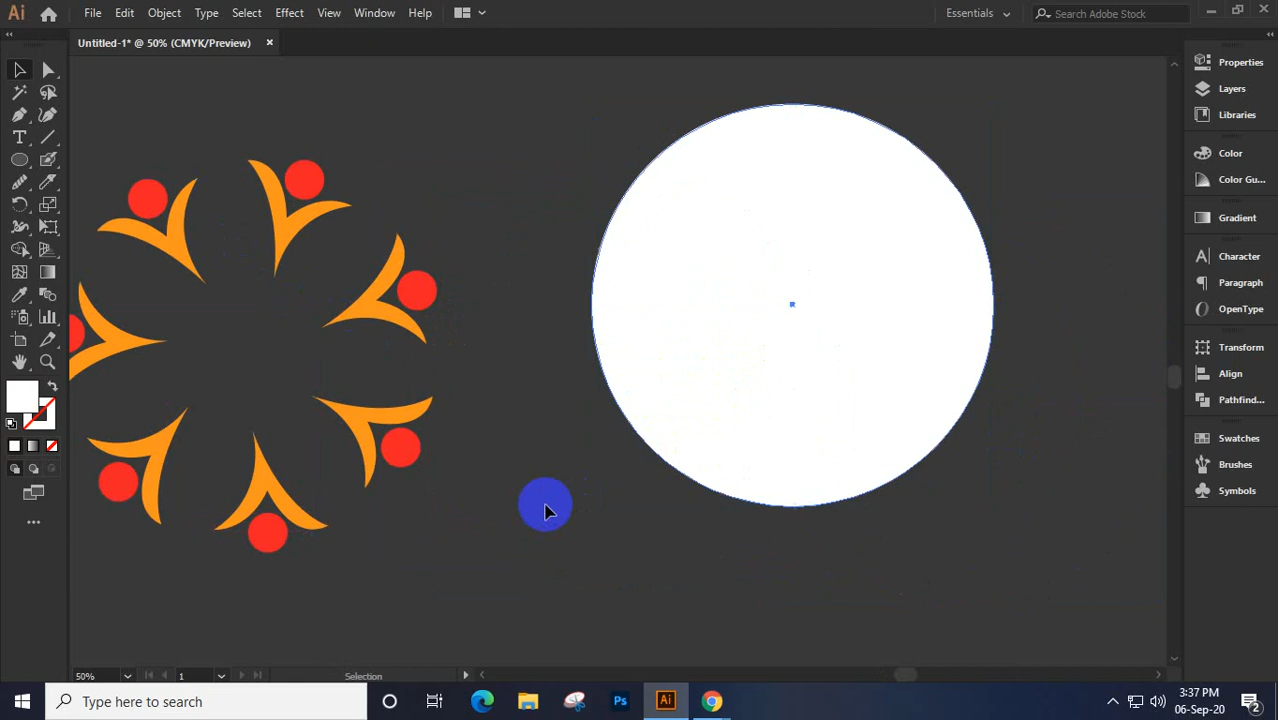 Ai File Edit Object Type Select Effect View Window Help Essentials Search Adobe Stock
Untitled-1* @ 50% (CMYK/Preview)
Properties
Layers
Libraries
Color
Color Gu...
Gradient
Character
Paragraph
OpenType
Transform
Align
Pathfind...
Swatches
Brushes
Symbols
50% 1 Selection
Type here to search Ps Ai 3:37 PM
06-Sep-20 2